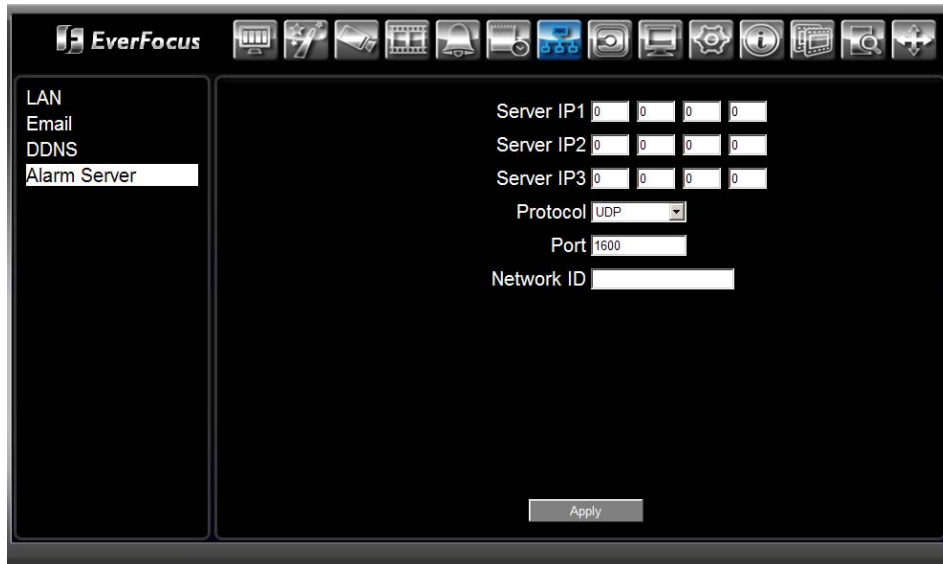 EverFocus
LAN
Email
DDNS
Alarm Server
Server IP1 0 0 0 0
Server IP2 0 0 0 0
Server IP3 0 0 0 0
Protocol UDP
Port 1600
Network ID
Apply